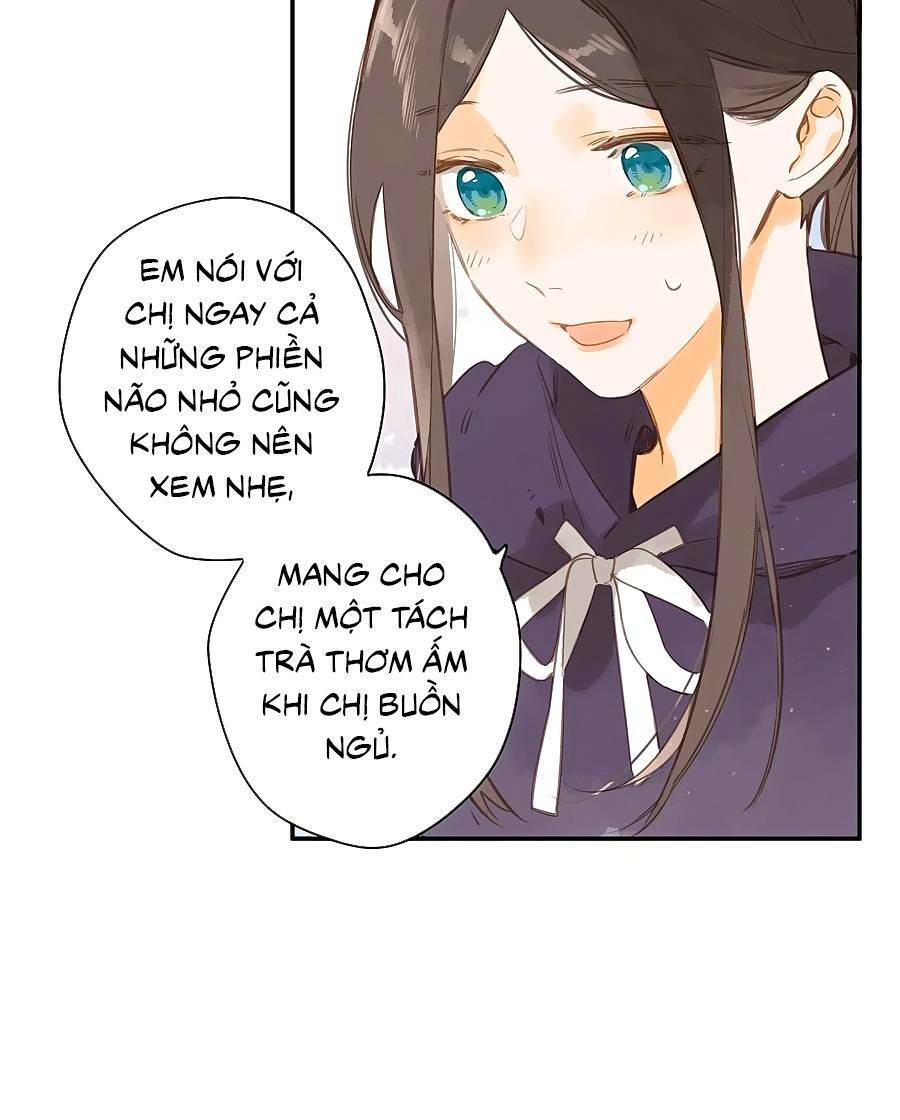 EM NÓI VỚI
CHỊ NGAY CẢ
NHỮNG PHIỀN
NÃO NHỎ CŨNG
KHÔNG NÊN
XEM NHẸ,
MANG CHO
CHỊ MỘT TÁCH
TRÀ THƠM ẤM
KHI CHỊ BUỒN
NGỦ.